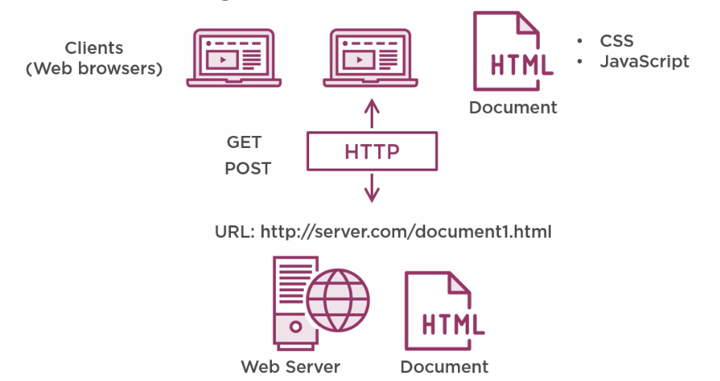 Clients
(Web browsers)
HTML
• CSS
• JavaScript
Document
GET
POST
HTTP
URL: http://server.com/document1.html
HTML
Web Server
Document